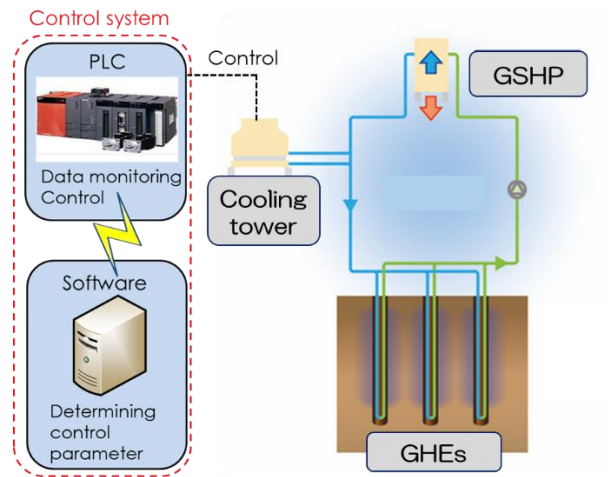 Control system
PLC
Data monitoring
Control
Software
Determining
control
parameter
Control
Cooling
tower
GSHP
GHEs